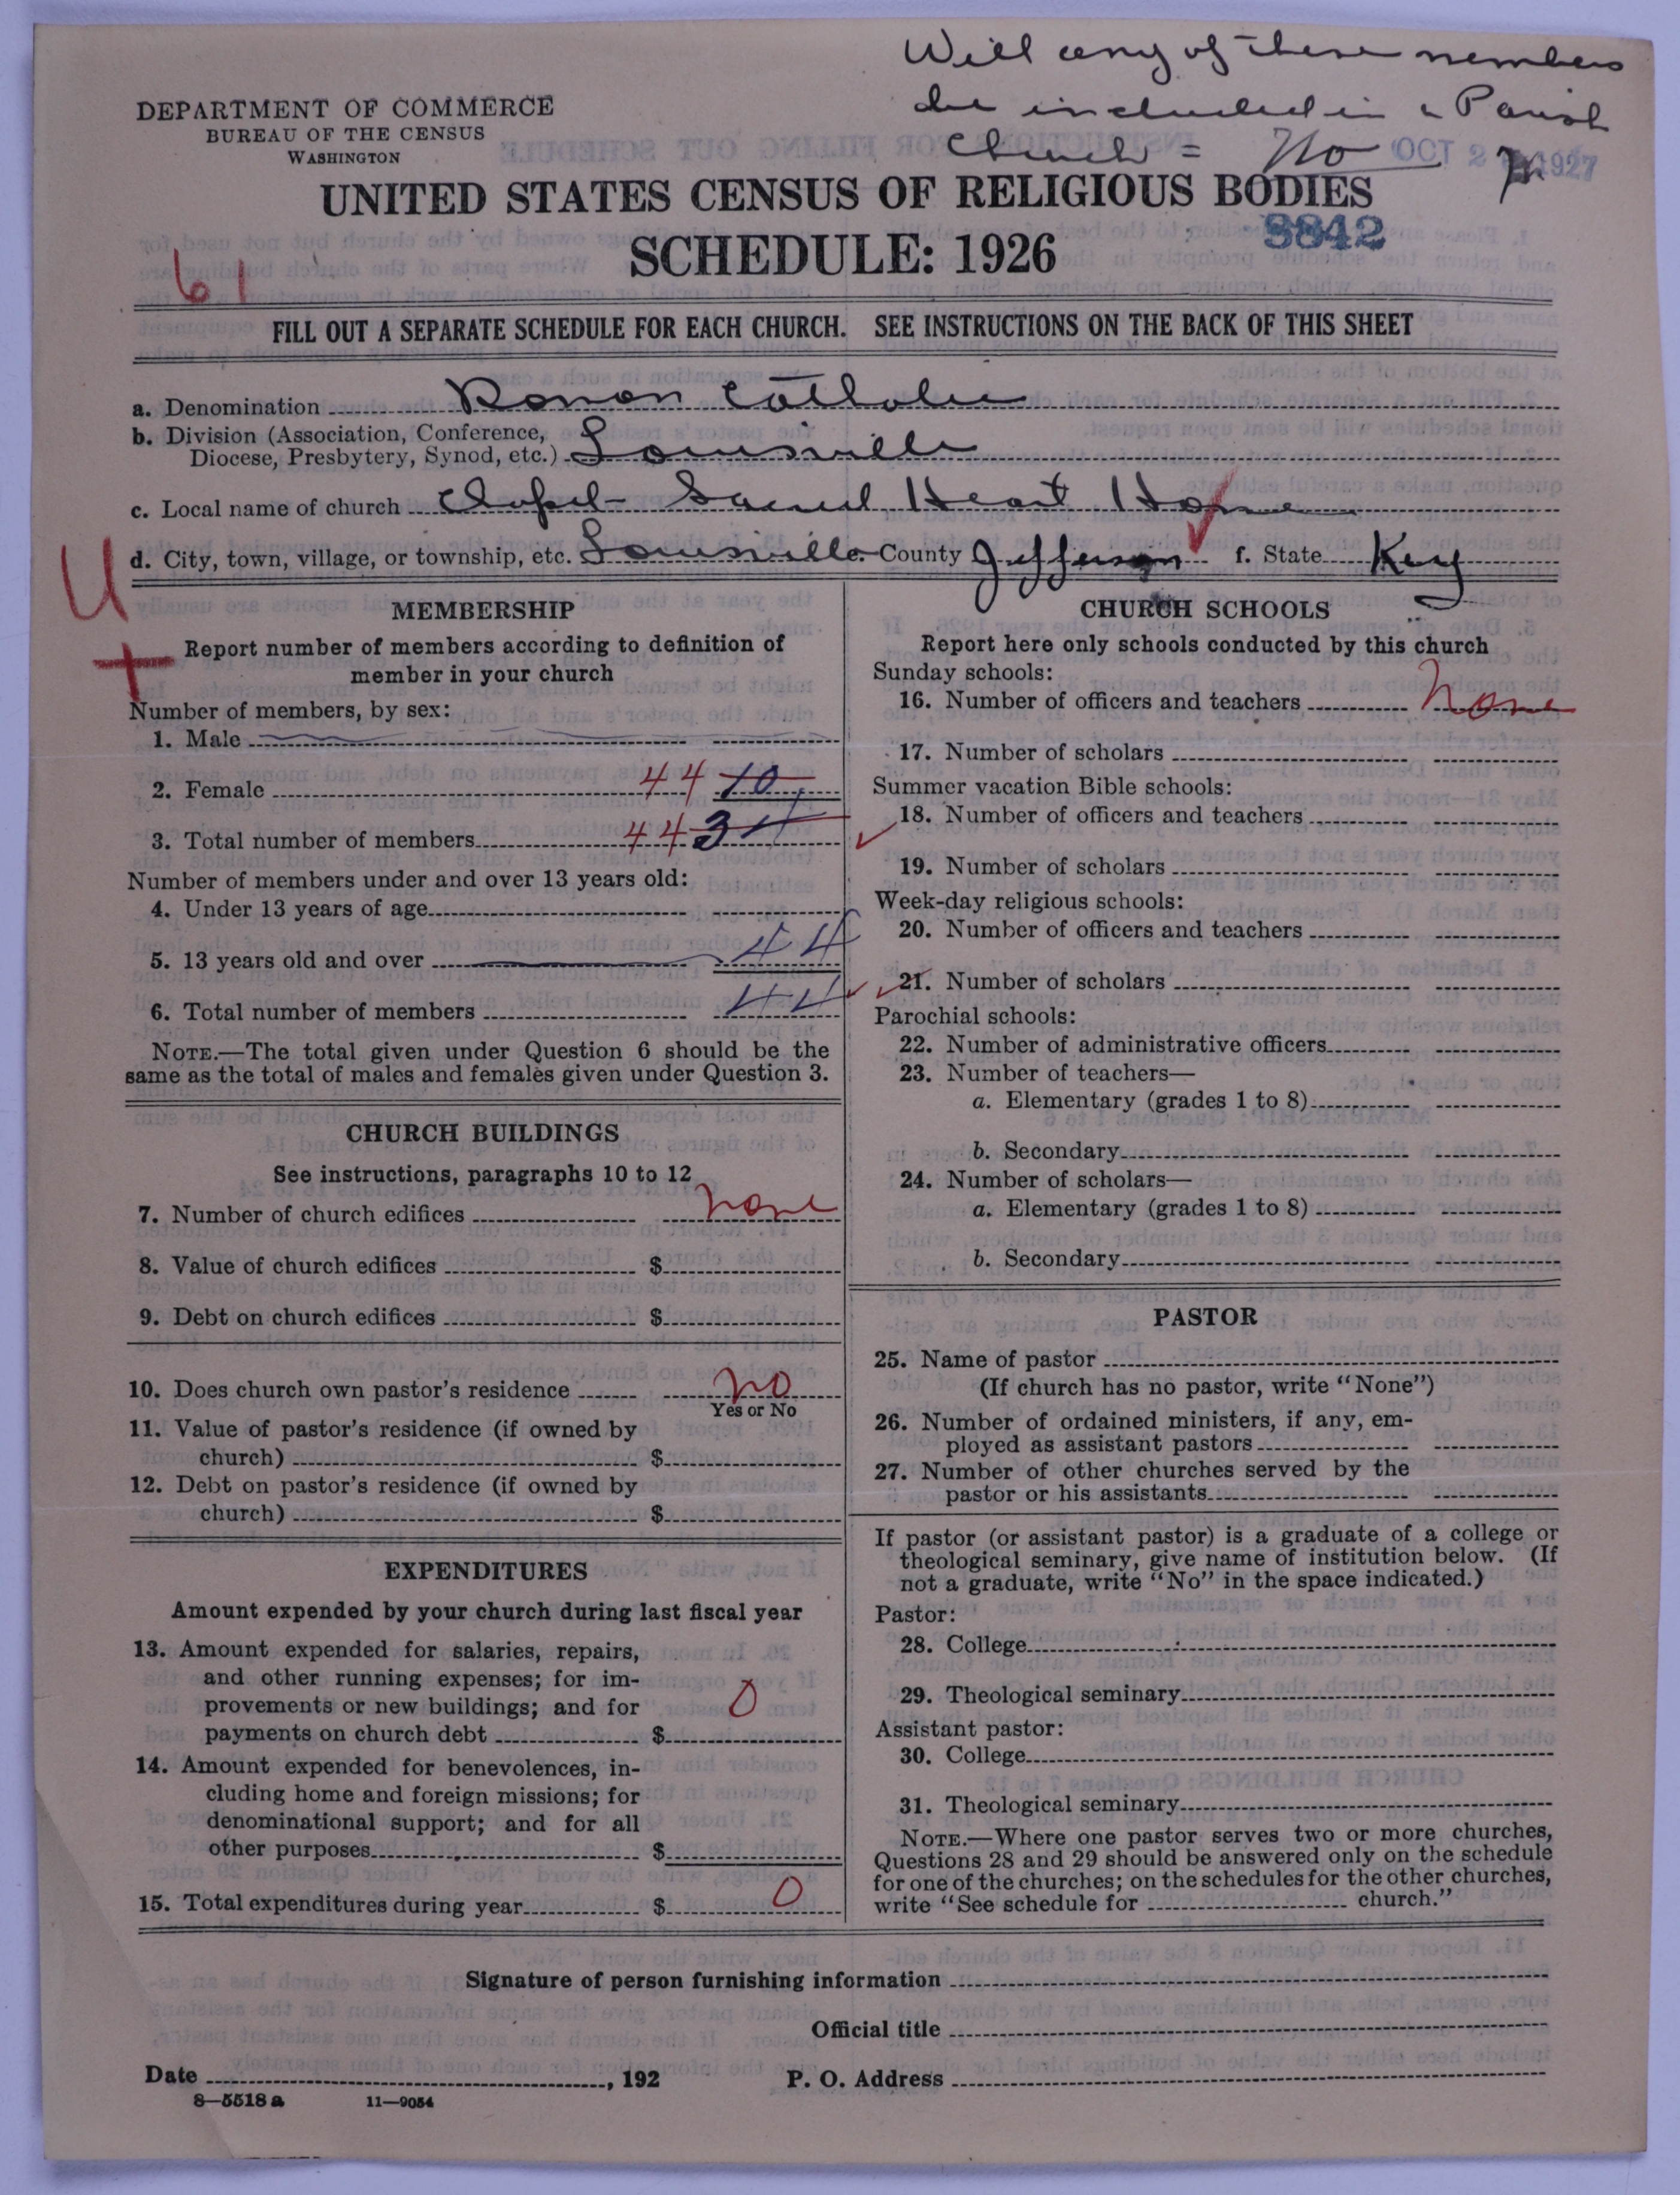 Will any of these members
be included in a Parish
Church = No
OCT 2 1927
DEPARTMENT OF COMMERCE
BUREAU OF THE CENSUS
WASHINGTON
UNITED STATES CENSUS OF RELIGIOUS BODIES
SCHEDULE: 1926
3842
61
FILL OUT A SEPARATE SCHEDULE FOR EACH CHURCH. SEE INSTRUCTIONS ON THE BACK OF THIS SHEET
a. Denomination Roman Catholic
b. Division (Association, Conference,
Diocese, Presbytery, Synod, etc.) Louisville
c. Local name of church Chapel - Sacred Heart Home
d. City, town, village, or township, etc. Louisville e. County Jefferson f. State Key
U
MEMBERSHIP
Report number of members according to definition of
member in your church
Number of members, by sex:
1. Male
2. Female 44 10
3. Total number of members 44 34
Number of members under and over 13 years old:
4. Under 13 years of age
5. 13 years old and over 44
6. Total number of members 44
NOTE.—The total given under Question 6 should be the
same as the total of males and females given under Question 3.
CHURCH BUILDINGS
See instructions, paragraphs 10 to 12
7. Number of church edifices none
8. Value of church edifices $
9. Debt on church edifices $
10. Does church own pastor's residence no
Yes or No
11. Value of pastor's residence (if owned by
church) $
12. Debt on pastor's residence (if owned by
church) $
EXPENDITURES
Amount expended by your church during last fiscal year
13. Amount expended for salaries, repairs,
and other running expenses; for im-
provements or new buildings; and for
payments on church debt $ 0
14. Amount expended for benevolences, in-
cluding home and foreign missions; for
denominational support; and for all
other purposes $
15. Total expenditures during year $ 0
CHURCH SCHOOLS
Report here only schools conducted by this church
Sunday schools:
16. Number of officers and teachers none
17. Number of scholars
Summer vacation Bible schools:
18. Number of officers and teachers
19. Number of scholars
Week-day religious schools:
20. Number of officers and teachers
21. Number of scholars
Parochial schools:
22. Number of administrative officers
23. Number of teachers—
a. Elementary (grades 1 to 8)
b. Secondary
24. Number of scholars—
a. Elementary (grades 1 to 8)
b. Secondary
PASTOR
25. Name of pastor
(If church has no pastor, write "None")
26. Number of ordained ministers, if any, em-
ployed as assistant pastors
27. Number of other churches served by the
pastor or his assistants
If pastor (or assistant pastor) is a graduate of a college or
theological seminary, give name of institution below. (If
not a graduate, write "No" in the space indicated.)
Pastor:
28. College
29. Theological seminary
Assistant pastor:
30. College
31. Theological seminary
NOTE.—Where one pastor serves two or more churches,
Questions 28 and 29 should be answered only on the schedule
for one of the churches; on the schedules for the other churches,
write "See schedule for church."
Signature of person furnishing information
Official title
Date , 192 P. O. Address
8—5518 a 11—9054